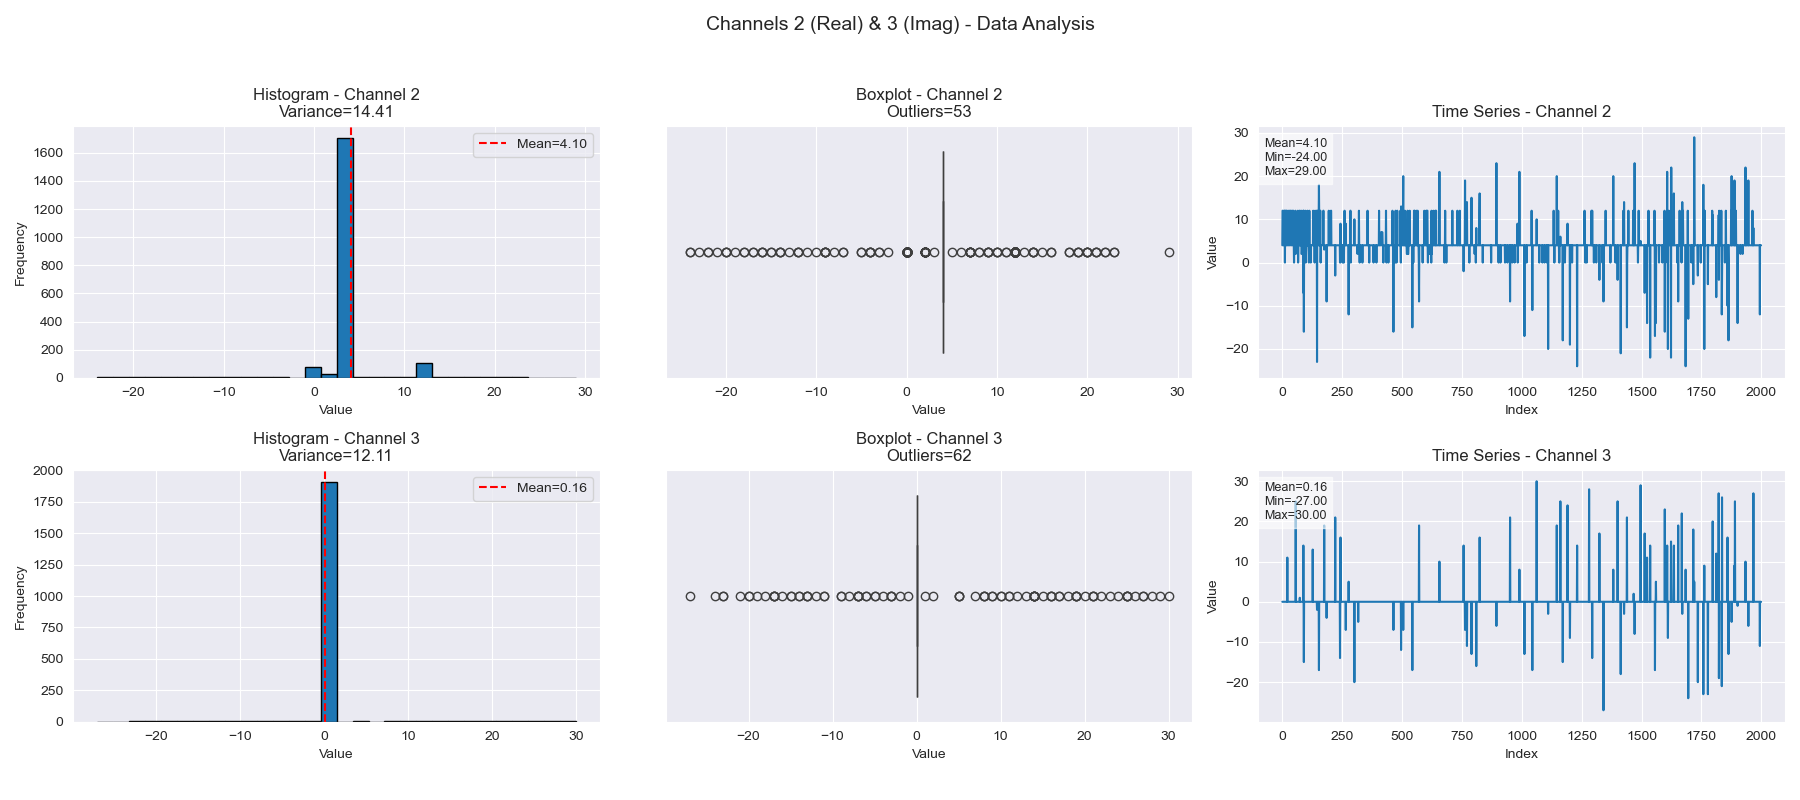 Channels 2 (Real) & 3 (Imag) - Data Analysis
Histogram - Channel 2
Variance=14.41
Mean=4.10
Frequency
1600
1400
1200
1000
800
600
400
200
0
−20
−10
0
10
20
30
Value
Boxplot - Channel 2
Outliers=53
−20
−10
0
10
20
30
Value
Time Series - Channel 2
Mean=4.10
Min=-24.00
Max=29.00
Value
30
20
10
0
−10
−20
0
250
500
750
1000
1250
1500
1750
2000
Index
Histogram - Channel 3
Variance=12.11
Mean=0.16
Frequency
2000
1750
1500
1250
1000
750
500
250
0
−20
−10
0
10
20
30
Value
Boxplot - Channel 3
Outliers=62
−20
−10
0
10
20
30
Value
Time Series - Channel 3
Mean=0.16
Min=-27.00
Max=30.00
Value
30
20
10
0
−10
−20
0
250
500
750
1000
1250
1500
1750
2000
Index